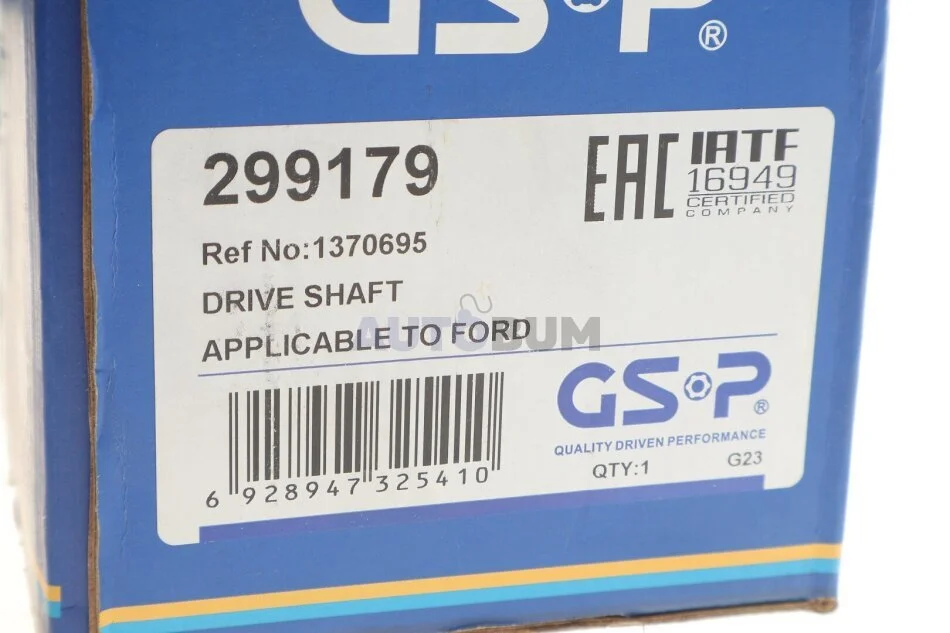 GS·P®
299179
EAC IATF
16949
CERTIFIED
COMPANY
Ref No:1370695
DRIVE SHAFT
APPLICABLE TO FORD
AUTOBUM
GS·P®
QUALITY DRIVEN PERFORMANCE
QTY:1 G23
6 928947 325410